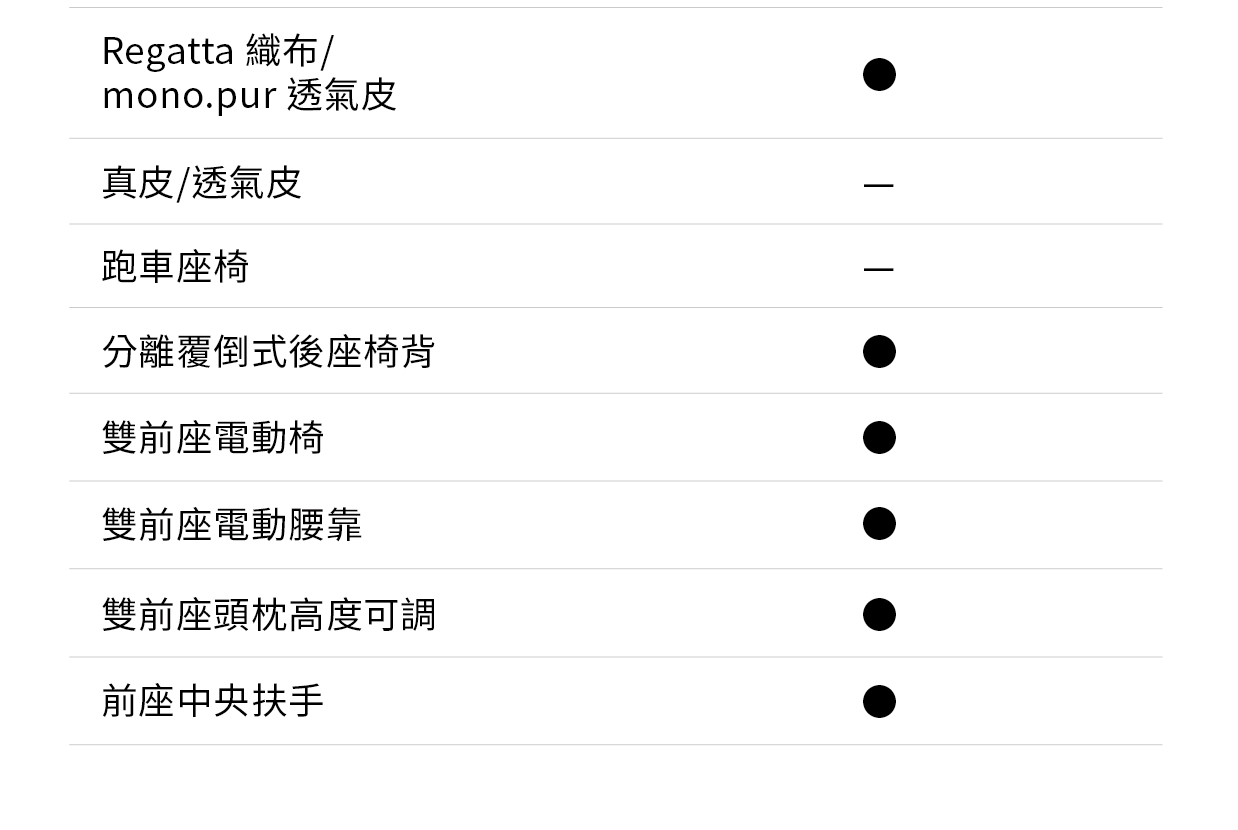 Regatta 織布/
mono.pur 透氣皮
●
真皮/透氣皮
—
跑車座椅
—
分離覆倒式後座椅背
●
雙前座電動椅
●
雙前座電動腰靠
●
雙前座頭枕高度可調
●
前座中央扶手
●